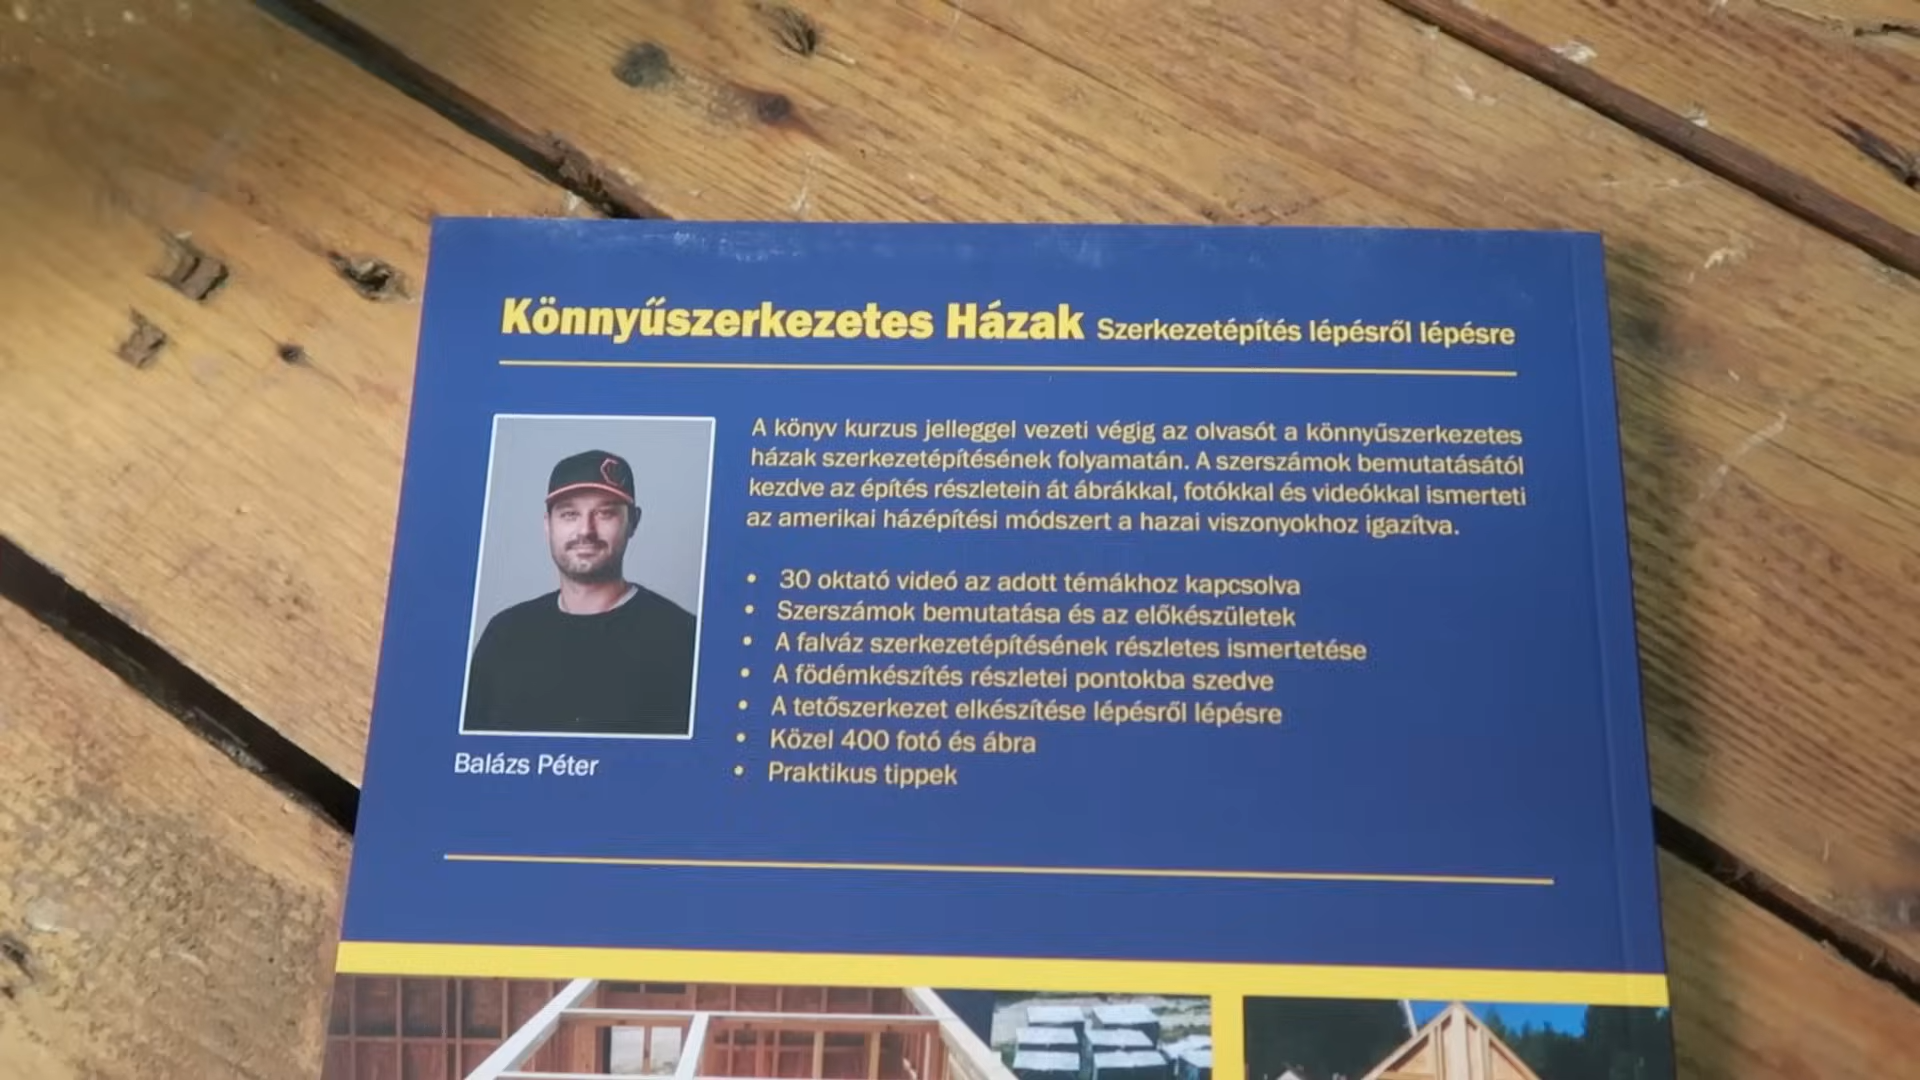 Könnyűszerkezetes Házak Szerkezetépítés lépésről lépésre
A könyv kurzus jelleggel vezeti végig az olvasót a könnyűszerkezetes
házak szerkezetépítésének folyamatán. A szerszámok bemutatásától
kezdve az építés részletein át ábrákkal, fotókkal és videókkal ismerteti
az amerikai házépítési módszert a hazai viszonyokhoz igazítva.
• 30 oktató videó az adott témákhoz kapcsolva
• Szerszámok bemutatása és az előkészületek
• A falváz szerkezetépítésének részletes ismertetése
• A födémkészítés részletei pontokba szedve
• A tetőszerkezet elkészítése lépésről lépésre
• Közel 400 fotó és ábra
• Praktikus tippek
Balázs Péter